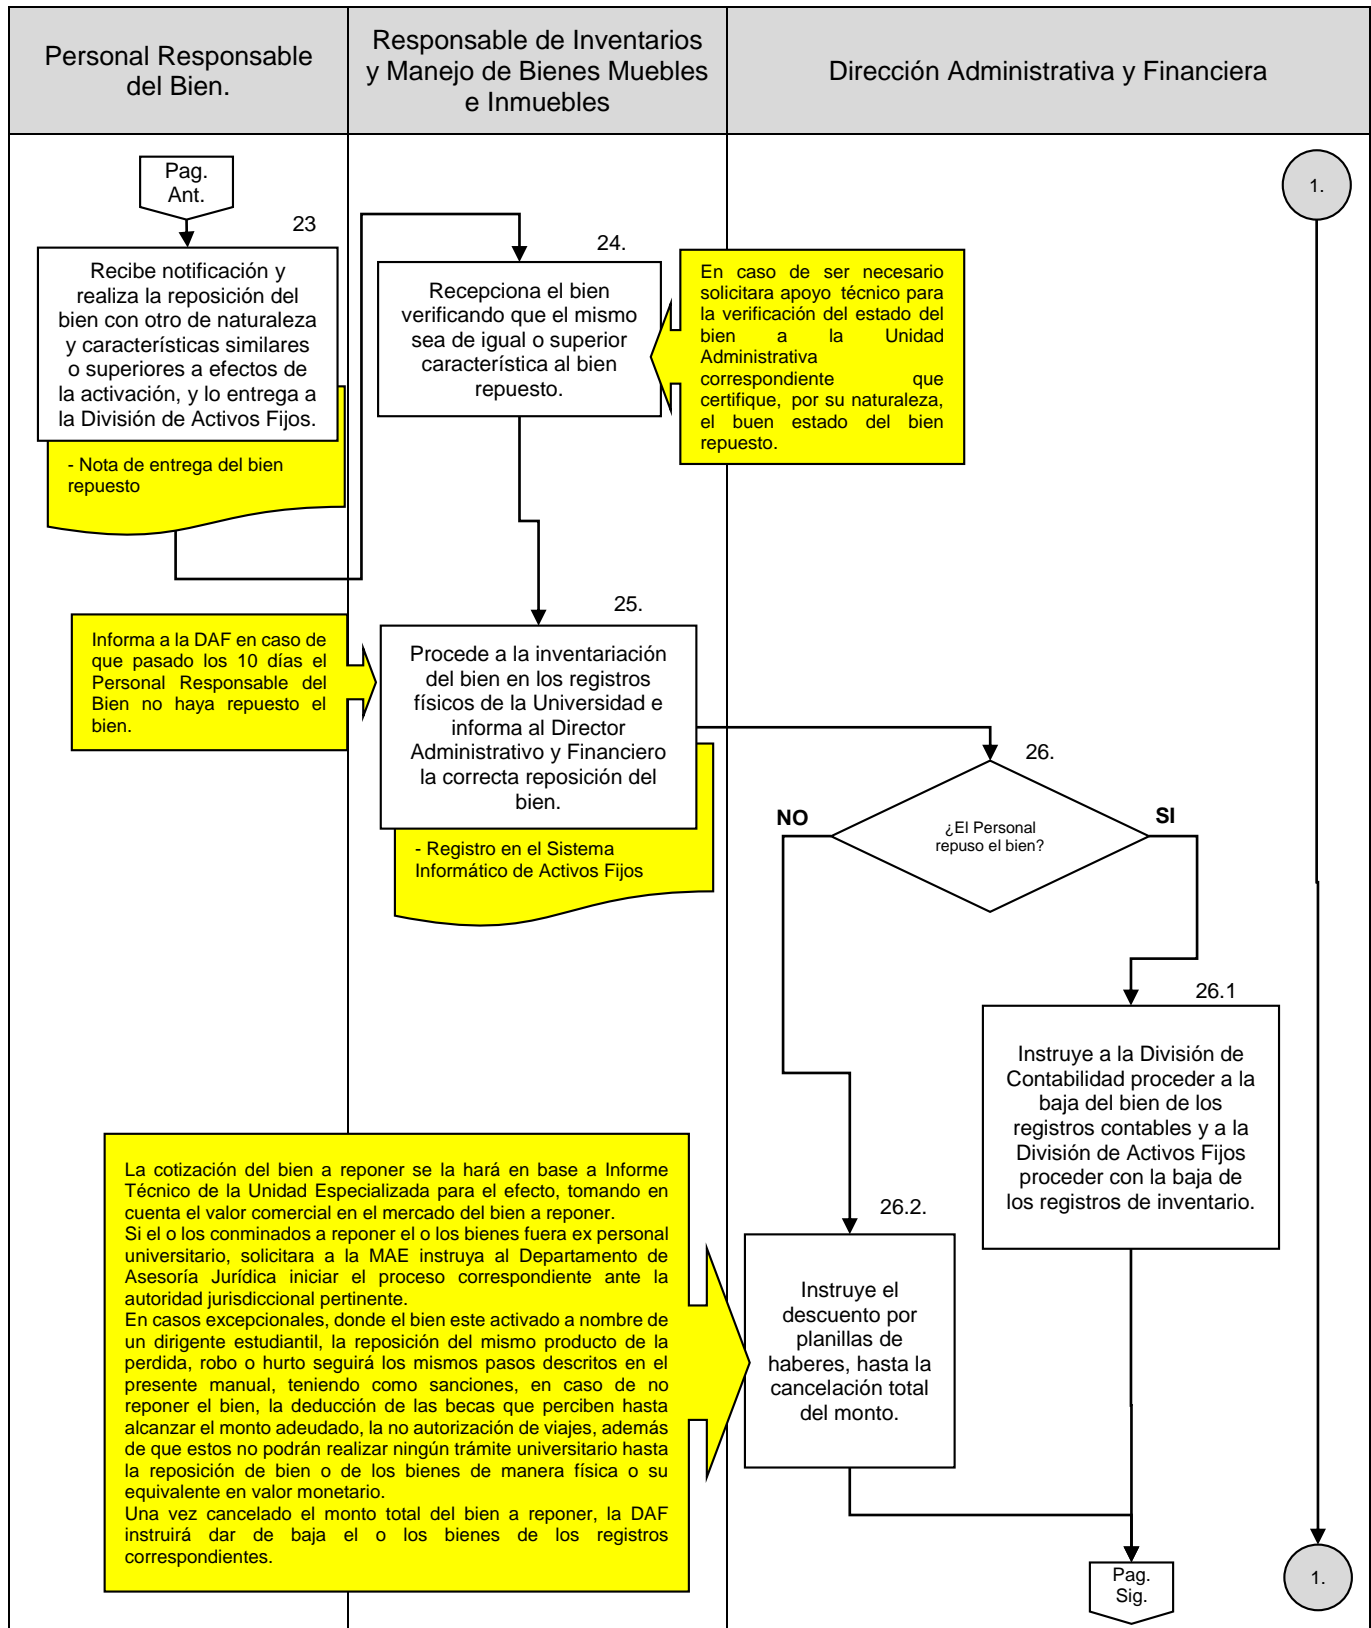 Personal Responsable
del Bien.
Responsable de Inventarios
y Manejo de Bienes Muebles
e Inmuebles
Dirección Administrativa y Financiera
Pag.
Ant.
1.
23
Recibe notificación y
realiza la reposición del
bien con otro de naturaleza
y características similares
o superiores a efectos de
la activación, y lo entrega a
la División de Activos Fijos.
- Nota de entrega del bien
repuesto
24.
Recepciona el bien
verificando que el mismo
sea de igual o superior
característica al bien
repuesto.
En caso de ser necesario
solicitara apoyo técnico para
la verificación del estado del
bien a la Unidad
Administrativa
correspondiente que
certifique, por su naturaleza,
el buen estado del bien
repuesto.
Informa a la DAF en caso de
que pasado los 10 días el
Personal Responsable del
Bien no haya repuesto el
bien.
25.
Procede a la inventariación
del bien en los registros
físicos de la Universidad e
informa al Director
Administrativo y Financiero
la correcta reposición del
bien.
- Registro en el Sistema
Informático de Activos Fijos
26.
NO
¿El Personal
repuso el bien?
SI
26.1
Instruye a la División de
Contabilidad proceder a la
baja del bien de los
registros contables y a la
División de Activos Fijos
proceder con la baja de
los registros de inventario.
La cotización del bien a reponer se la hará en base a Informe
Técnico de la Unidad Especializada para el efecto, tomando en
cuenta el valor comercial en el mercado del bien a reponer.
Si el o los conminados a reponer el o los bienes fuera ex personal
universitario, solicitara a la MAE instruya al Departamento de
Asesoría Jurídica iniciar el proceso correspondiente ante la
autoridad jurisdiccional pertinente.
En casos excepcionales, donde el bien este activado a nombre de
un dirigente estudiantil, la reposición del mismo producto de la
perdida, robo o hurto seguirá los mismos pasos descritos en el
presente manual, teniendo como sanciones, en caso de no
reponer el bien, la deducción de las becas que perciben hasta
alcanzar el monto adeudado, la no autorización de viajes, además
de que estos no podrán realizar ningún trámite universitario hasta
la reposición de bien o de los bienes de manera física o su
equivalente en valor monetario.
Una vez cancelado el monto total del bien a reponer, la DAF
instruirá dar de baja el o los bienes de los registros
correspondientes.
26.2.
Instruye el
descuento por
planillas de
haberes, hasta la
cancelación total
del monto.
Pag.
Sig.
1.